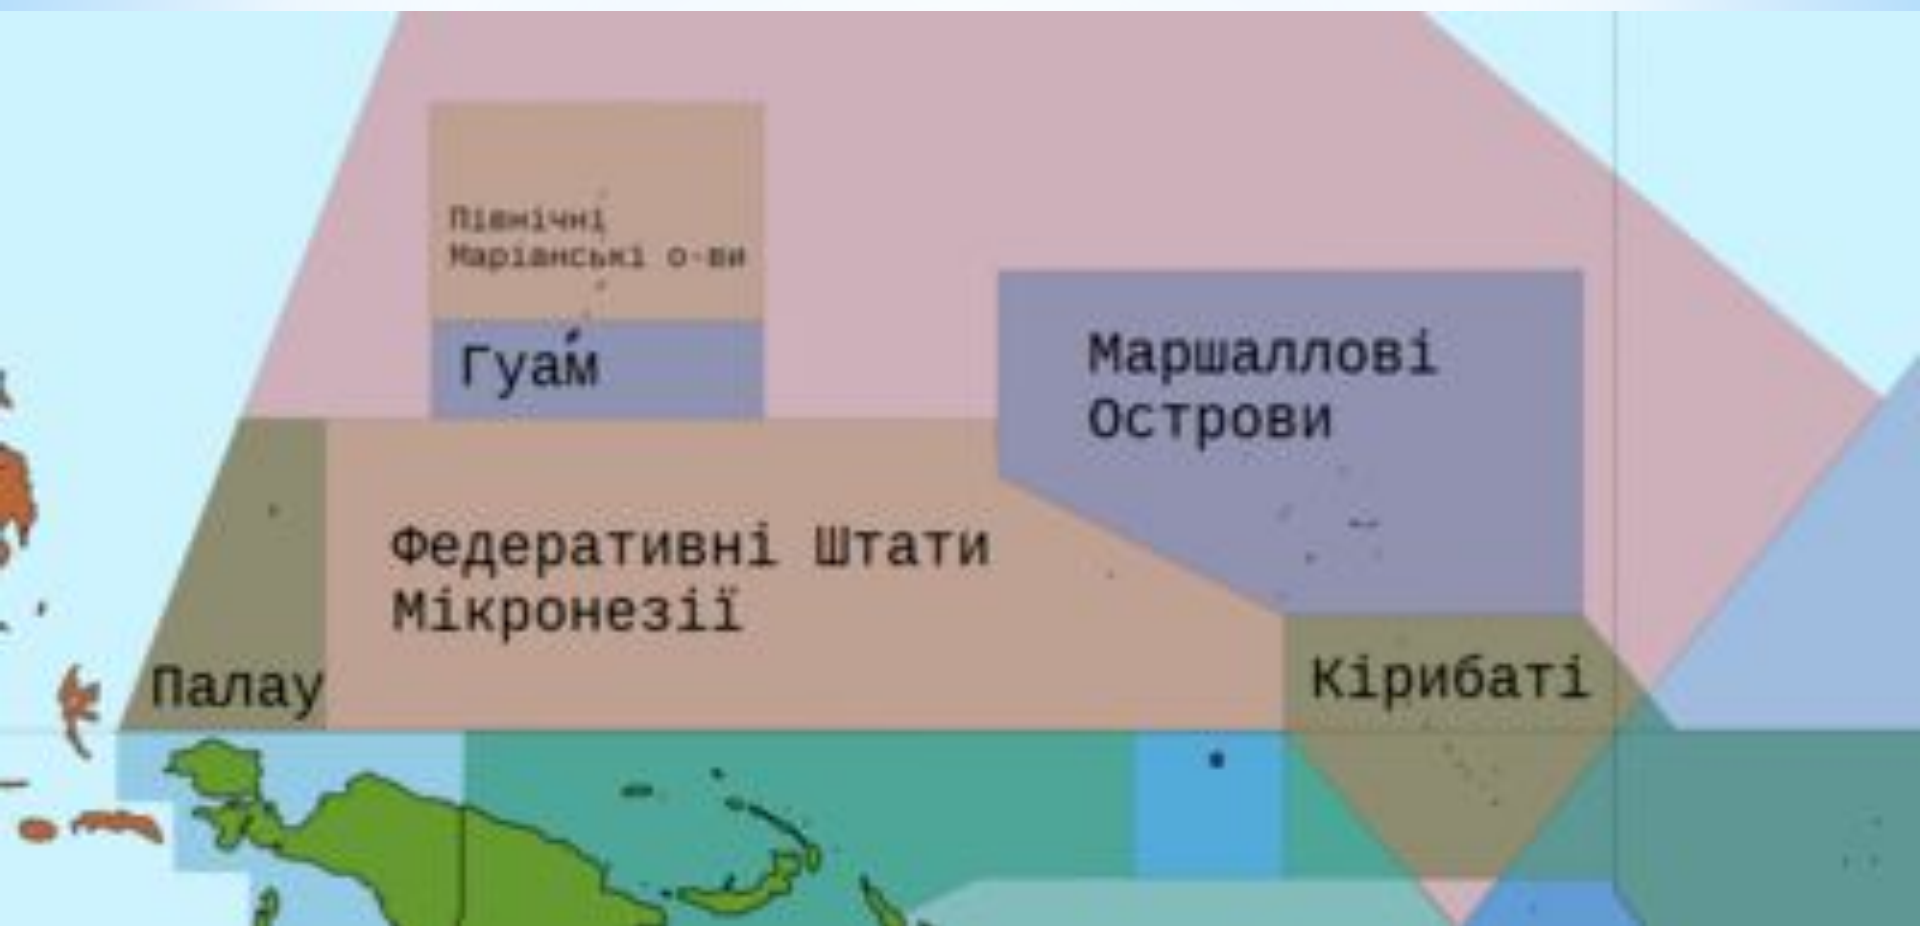 Північні
Маріанські о-ви
Гуам
Маршаллові
Острови
Федеративні Штати
Мікронезії
Палау
Кірибаті